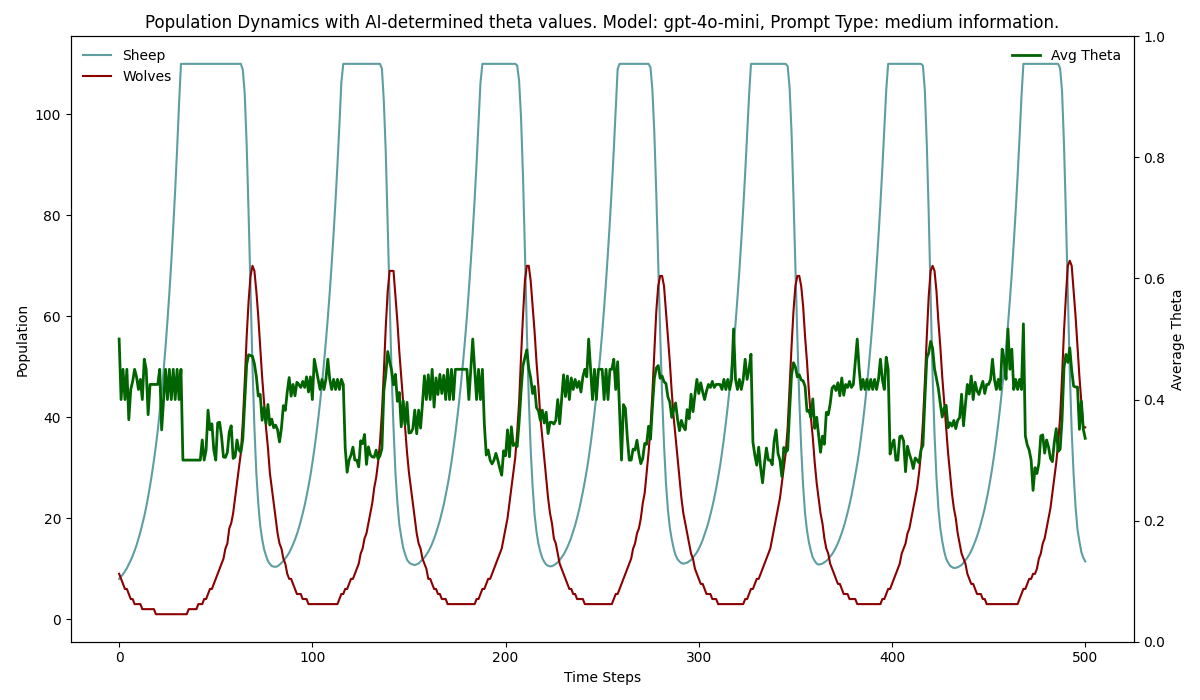 Population Dynamics with AI-determined theta values. Model: gpt-4o-mini, Prompt Type: medium information.
Sheep
Wolves
Avg Theta
Population
Average Theta
100
80
60
40
20
0
1.0
0.8
0.6
0.4
0.2
0.0
0 100 200 300 400 500
Time Steps